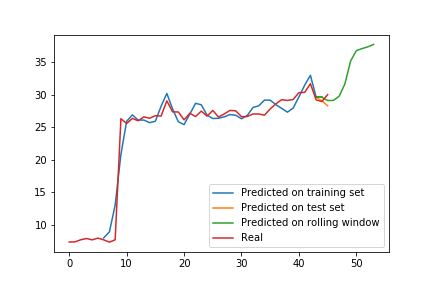 35
30
25
20
15
10
0 10 20 30 40 50
Predicted on training set
Predicted on test set
Predicted on rolling window
Real